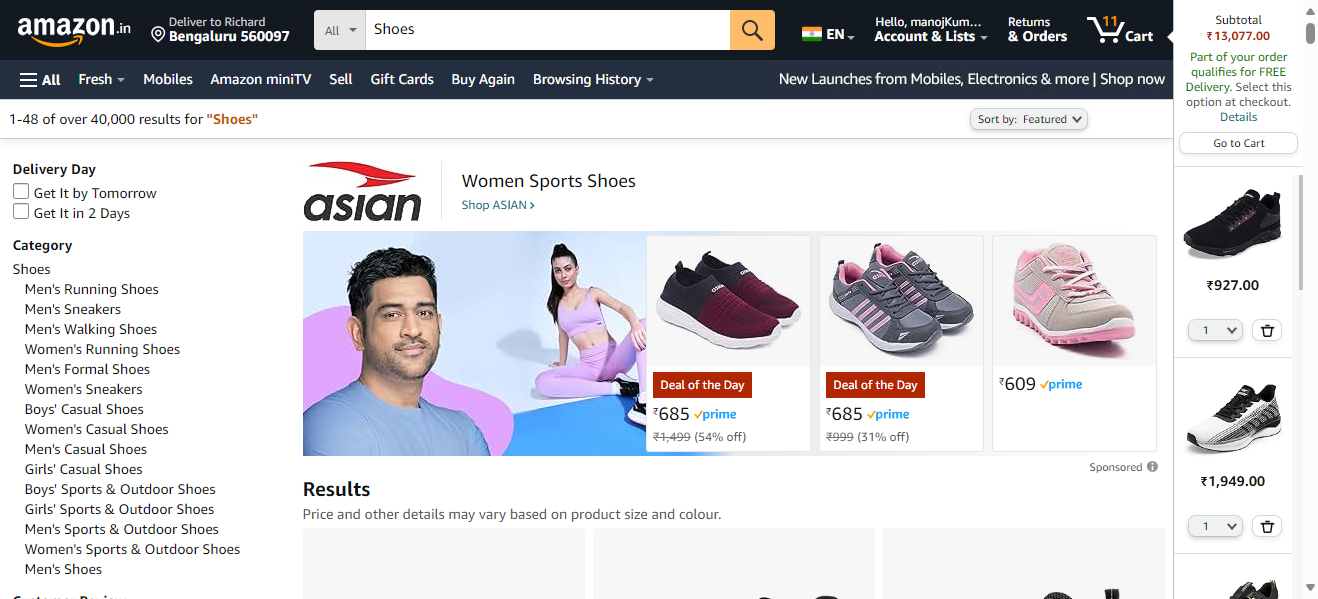 amazon.in
Deliver to Richard
Bengaluru 560097
All
Shoes
EN
Hello, manojKum...
Account & Lists
Returns
& Orders
11
Cart
All
Fresh
Mobiles
Amazon miniTV
Sell
Gift Cards
Buy Again
Browsing History
New Launches from Mobiles, Electronics & more | Shop now
1-48 of over 40,000 results for "Shoes"
Sort by: Featured
Delivery Day
Get It by Tomorrow
Get It in 2 Days
Category
Shoes
Men's Running Shoes
Men's Sneakers
Men's Walking Shoes
Women's Running Shoes
Men's Formal Shoes
Women's Sneakers
Boys' Casual Shoes
Women's Casual Shoes
Men's Casual Shoes
Girls' Casual Shoes
Boys' Sports & Outdoor Shoes
Girls' Sports & Outdoor Shoes
Men's Sports & Outdoor Shoes
Women's Sports & Outdoor Shoes
Men's Shoes
Customer Review
asian
Women Sports Shoes
Shop ASIAN ›
Deal of the Day
₹685 prime
₹1,499 (54% off)
Deal of the Day
₹685 prime
₹999 (31% off)
₹609 prime
Sponsored
Results
Price and other details may vary based on product size and colour.
Subtotal
₹13,077.00
Part of your order
qualifies for FREE
Delivery. Select this
option at checkout.
Details
Go to Cart
₹927.00
1
₹1,949.00
1